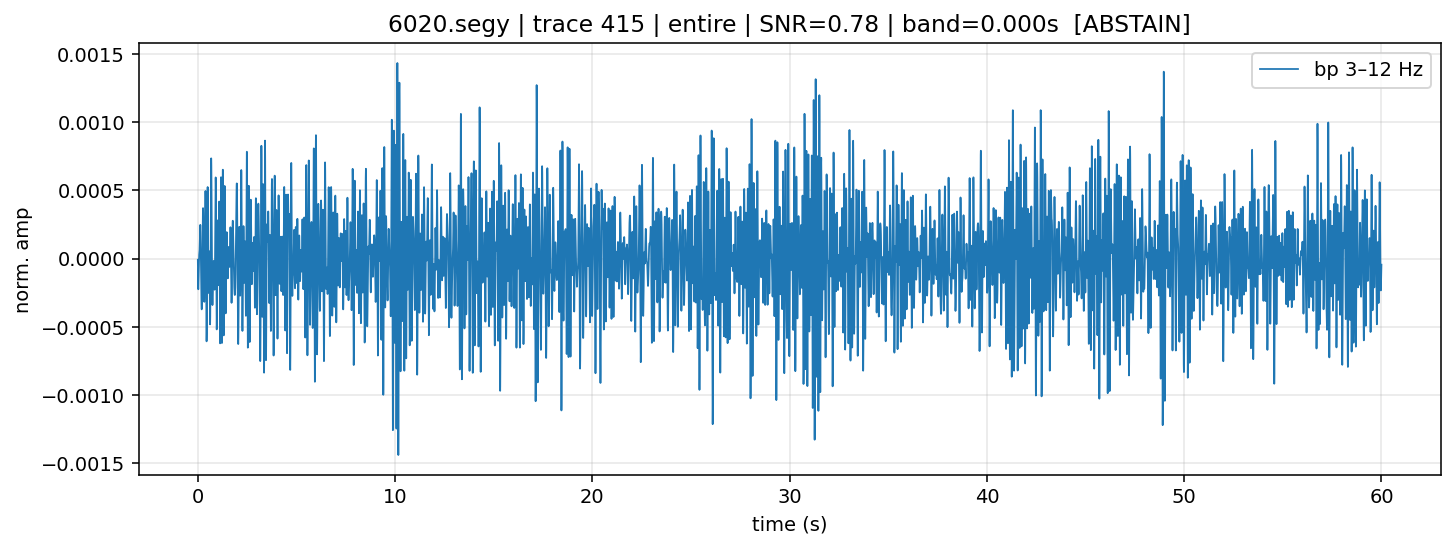 6020.segy | trace 415 | entire | SNR=0.78 | band=0.000s  [ABSTAIN]
bp 3–12 Hz
norm. amp
0.0015
0.0010
0.0005
0.0000
−0.0005
−0.0010
−0.0015
0 10 20 30 40 50 60
time (s)